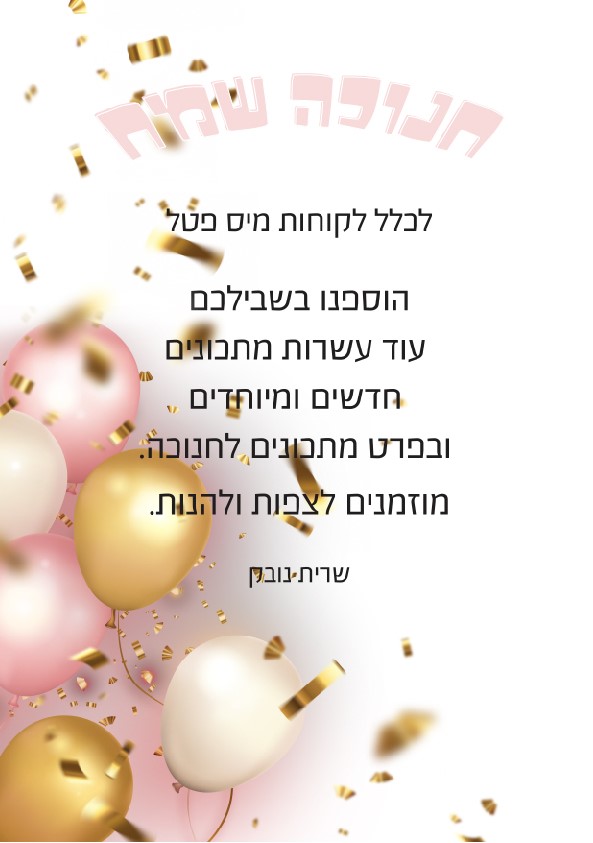 חנוכה שמח
לכלל לקוחות מיס פטל
הוספנו בשבילכם
עוד עשרות מתכונים
חדשים ומיוחדים
ובפרט מתכונים לחנוכה.
מוזמנים לצפות ולהנות.
שרית נובק